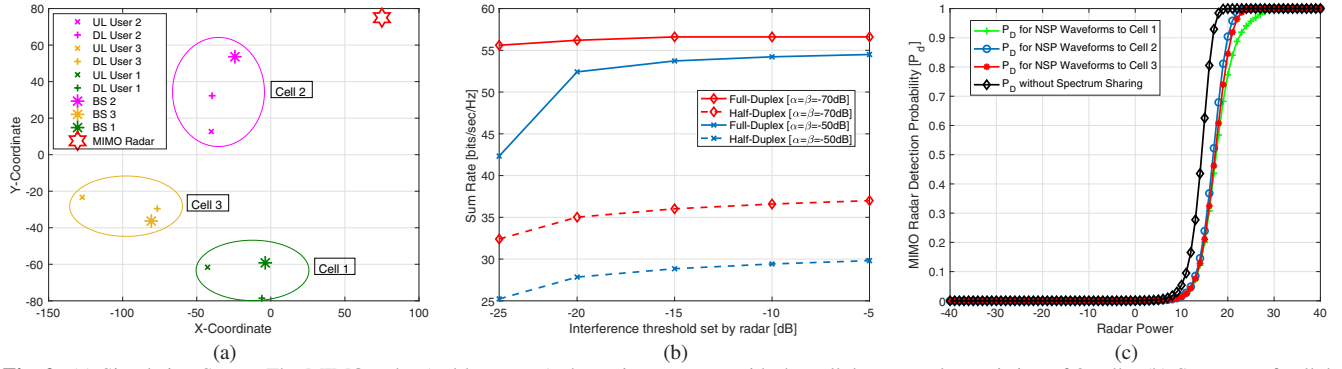 80
60
40
20
0
-20
-40
-60
-80
-150
-100
-50
0
50
100
Y-Coordinate
X-Coordinate
UL User 2
DL User 2
UL User 3
DL User 3
UL User 1
DL User 1
BS 2
BS 3
BS 1
MIMO Radar
Cell 2
Cell 3
Cell 1
(a)
60
55
50
45
40
35
30
25
-25
-20
-15
-10
-5
Sum Rate [bits/sec/Hz]
Interference threshold set by radar [dB]
Full-Duplex [α=β=-70dB]
Half-Duplex [α=β=-70dB]
Full-Duplex [α=β=-50dB]
Half-Duplex [α=β=-50dB]
(b)
1
0.9
0.8
0.7
0.6
0.5
0.4
0.3
0.2
0.1
0
-40
-30
-20
-10
0
10
20
30
40
MIMO Radar Detection Probability [P_d]
Radar Power
P_D for NSP Waveforms to Cell 1
P_D for NSP Waveforms to Cell 2
P_D for NSP Waveforms to Cell 3
P_D without Spectrum Sharing
(c)